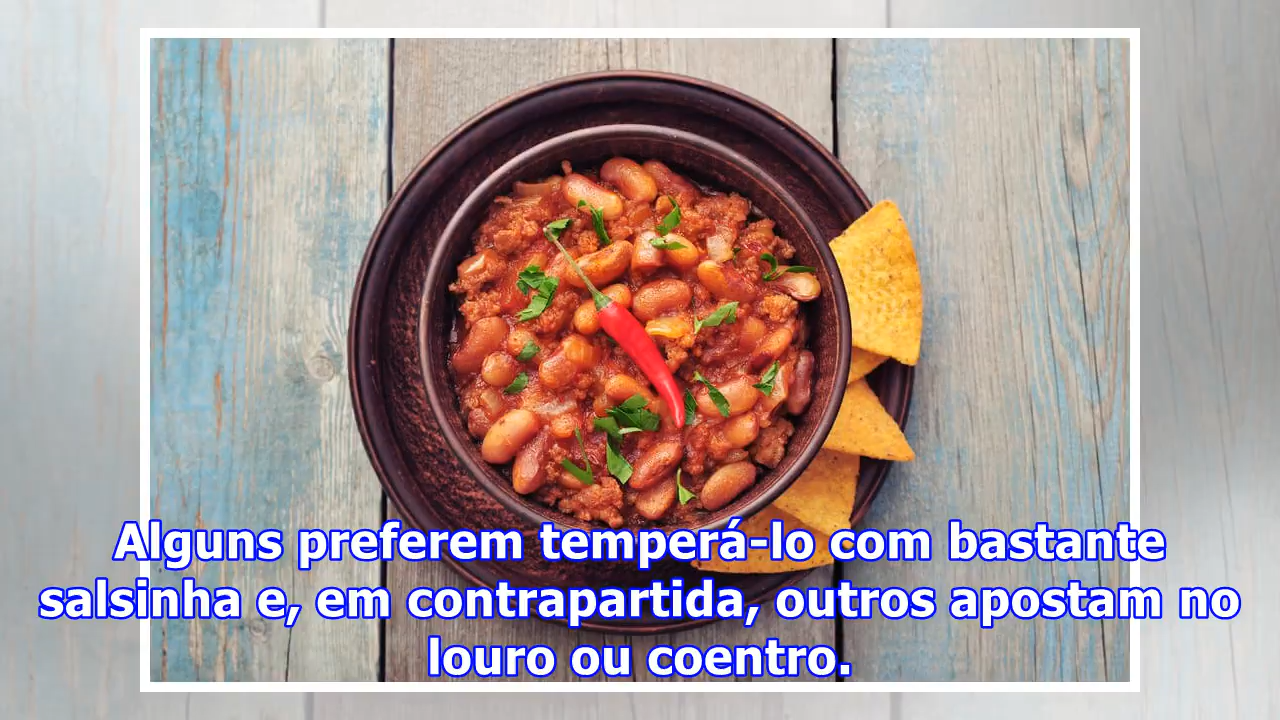 Alguns preferem temperá-lo com bastante
salsinha e, em contrapartida, outros apostam no
louro ou coentro.